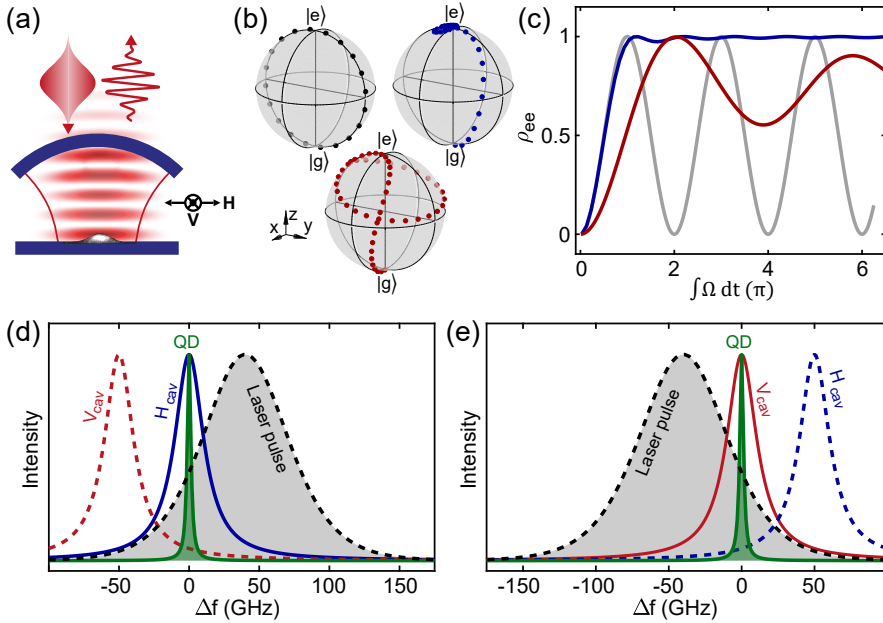 (a)
H
V
(b)
|e⟩
|g⟩
|e⟩
|g⟩
|e⟩
|g⟩
z
x
y
(c)
1
0.5
0
ρee
0
2
4
6
∫Ω dt (π)
(d)
QD
Vcav
Hcav
Laser pulse
Intensity
-50
0
50
100
150
Δf (GHz)
(e)
QD
Laser pulse
Vcav
Hcav
Intensity
-150
-100
-50
0
50
Δf (GHz)